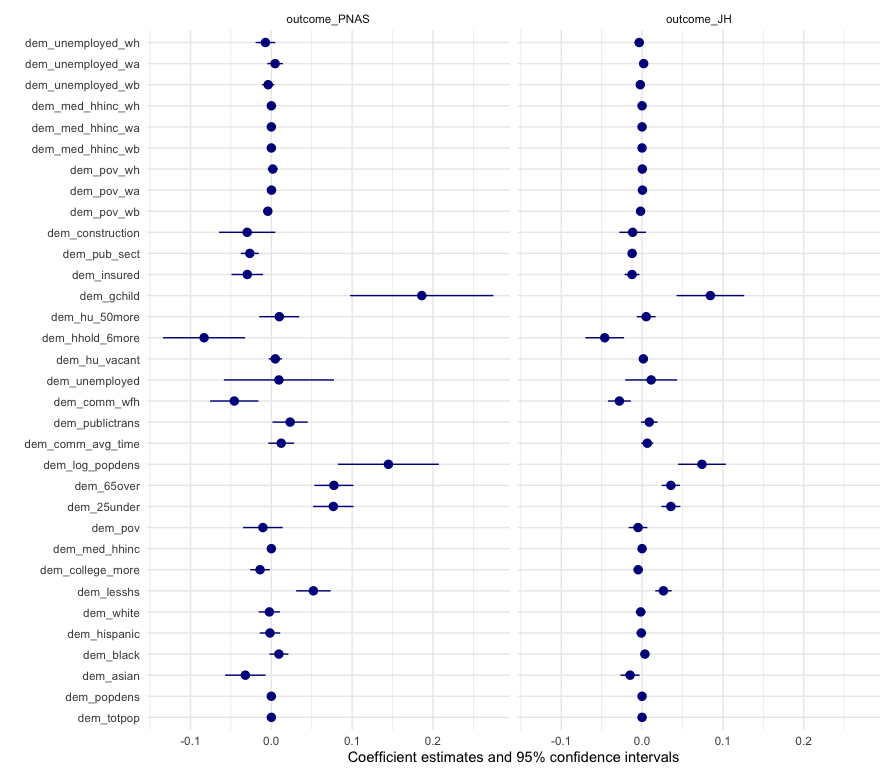 outcome_PNAS outcome_JH
dem_unemployed_wh
dem_unemployed_wa
dem_unemployed_wb
dem_med_hhinc_wh
dem_med_hhinc_wa
dem_med_hhinc_wb
dem_pov_wh
dem_pov_wa
dem_pov_wb
dem_construction
dem_pub_sect
dem_insured
dem_gchild
dem_hu_50more
dem_hhold_6more
dem_hu_vacant
dem_unemployed
dem_comm_wfh
dem_publictrans
dem_comm_avg_time
dem_log_popdens
dem_65over
dem_25under
dem_pov
dem_med_hhinc
dem_college_more
dem_lesshs
dem_white
dem_hispanic
dem_black
dem_asian
dem_popdens
dem_totpop
-0.1 0.0 0.1 0.2 -0.1 0.0 0.1 0.2
Coefficient estimates and 95% confidence intervals